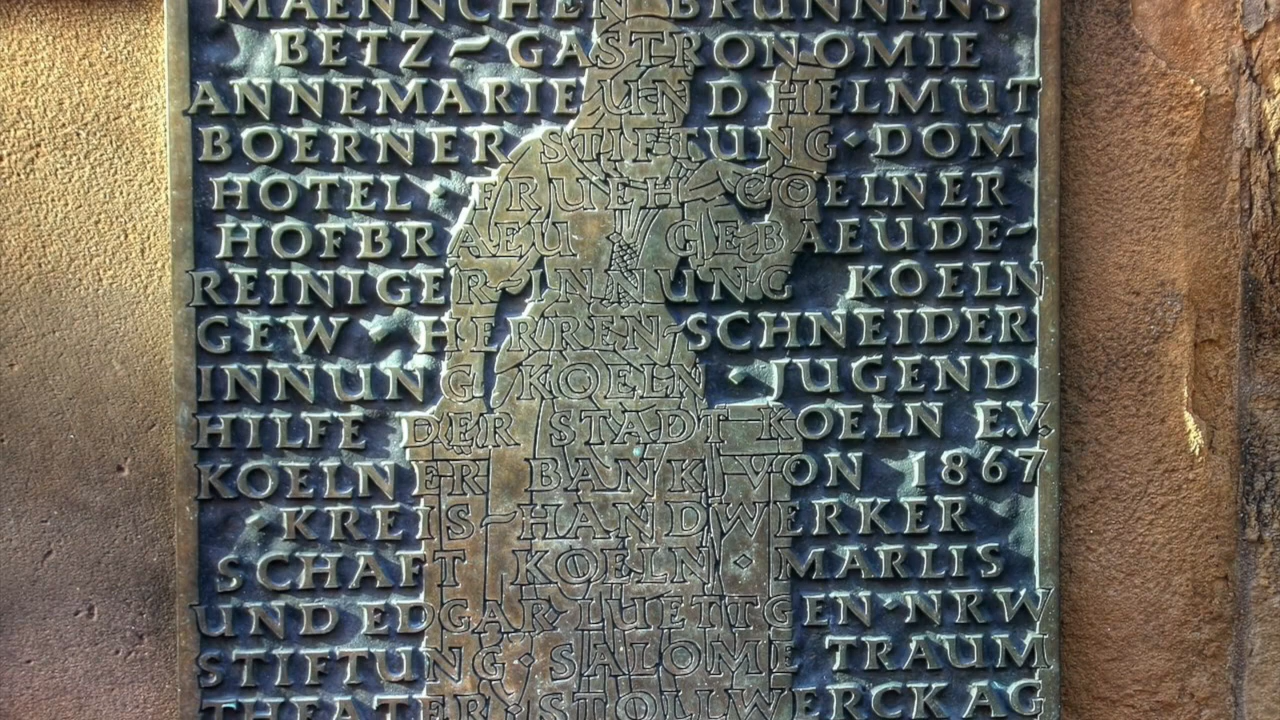 MAENNCHEN BRUNNENS
BETZ-GASTRONOMIE
ANNEMARIE UND HELMUT
BOERNER STIFTUNG·DOM
HOTEL·FRUEH COELNER
HOFBRAEU·GEBAEUDE-
REINIGER-INNUNG KOELN
GEW·HERREN-SCHNEIDER
INNUNG KOELN·JUGEND
HILFE DER STADT KOELN E.V.
KOELNER BANK VON 1867
·KREIS-HANDWERKER
SCHAFT KOELN·MARLIS
UND EDGAR LUETTGEN·NRW
STIFTUNG·SALOME TRAUM
THEATER·STOLLWERCK AG